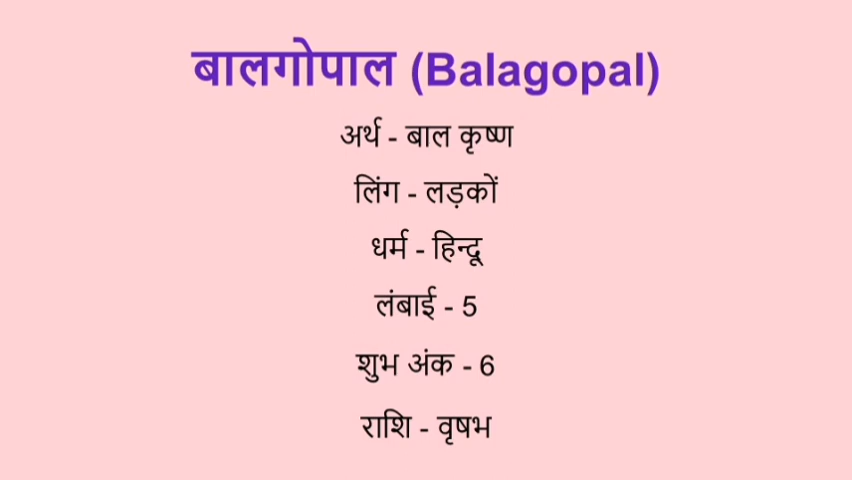 बालगोपाल (Balagopal)
अर्थ - बाल कृष्ण
लिंग - लड़कों
धर्म - हिन्दू
लंबाई - 5
शुभ अंक - 6
राशि - वृषभ